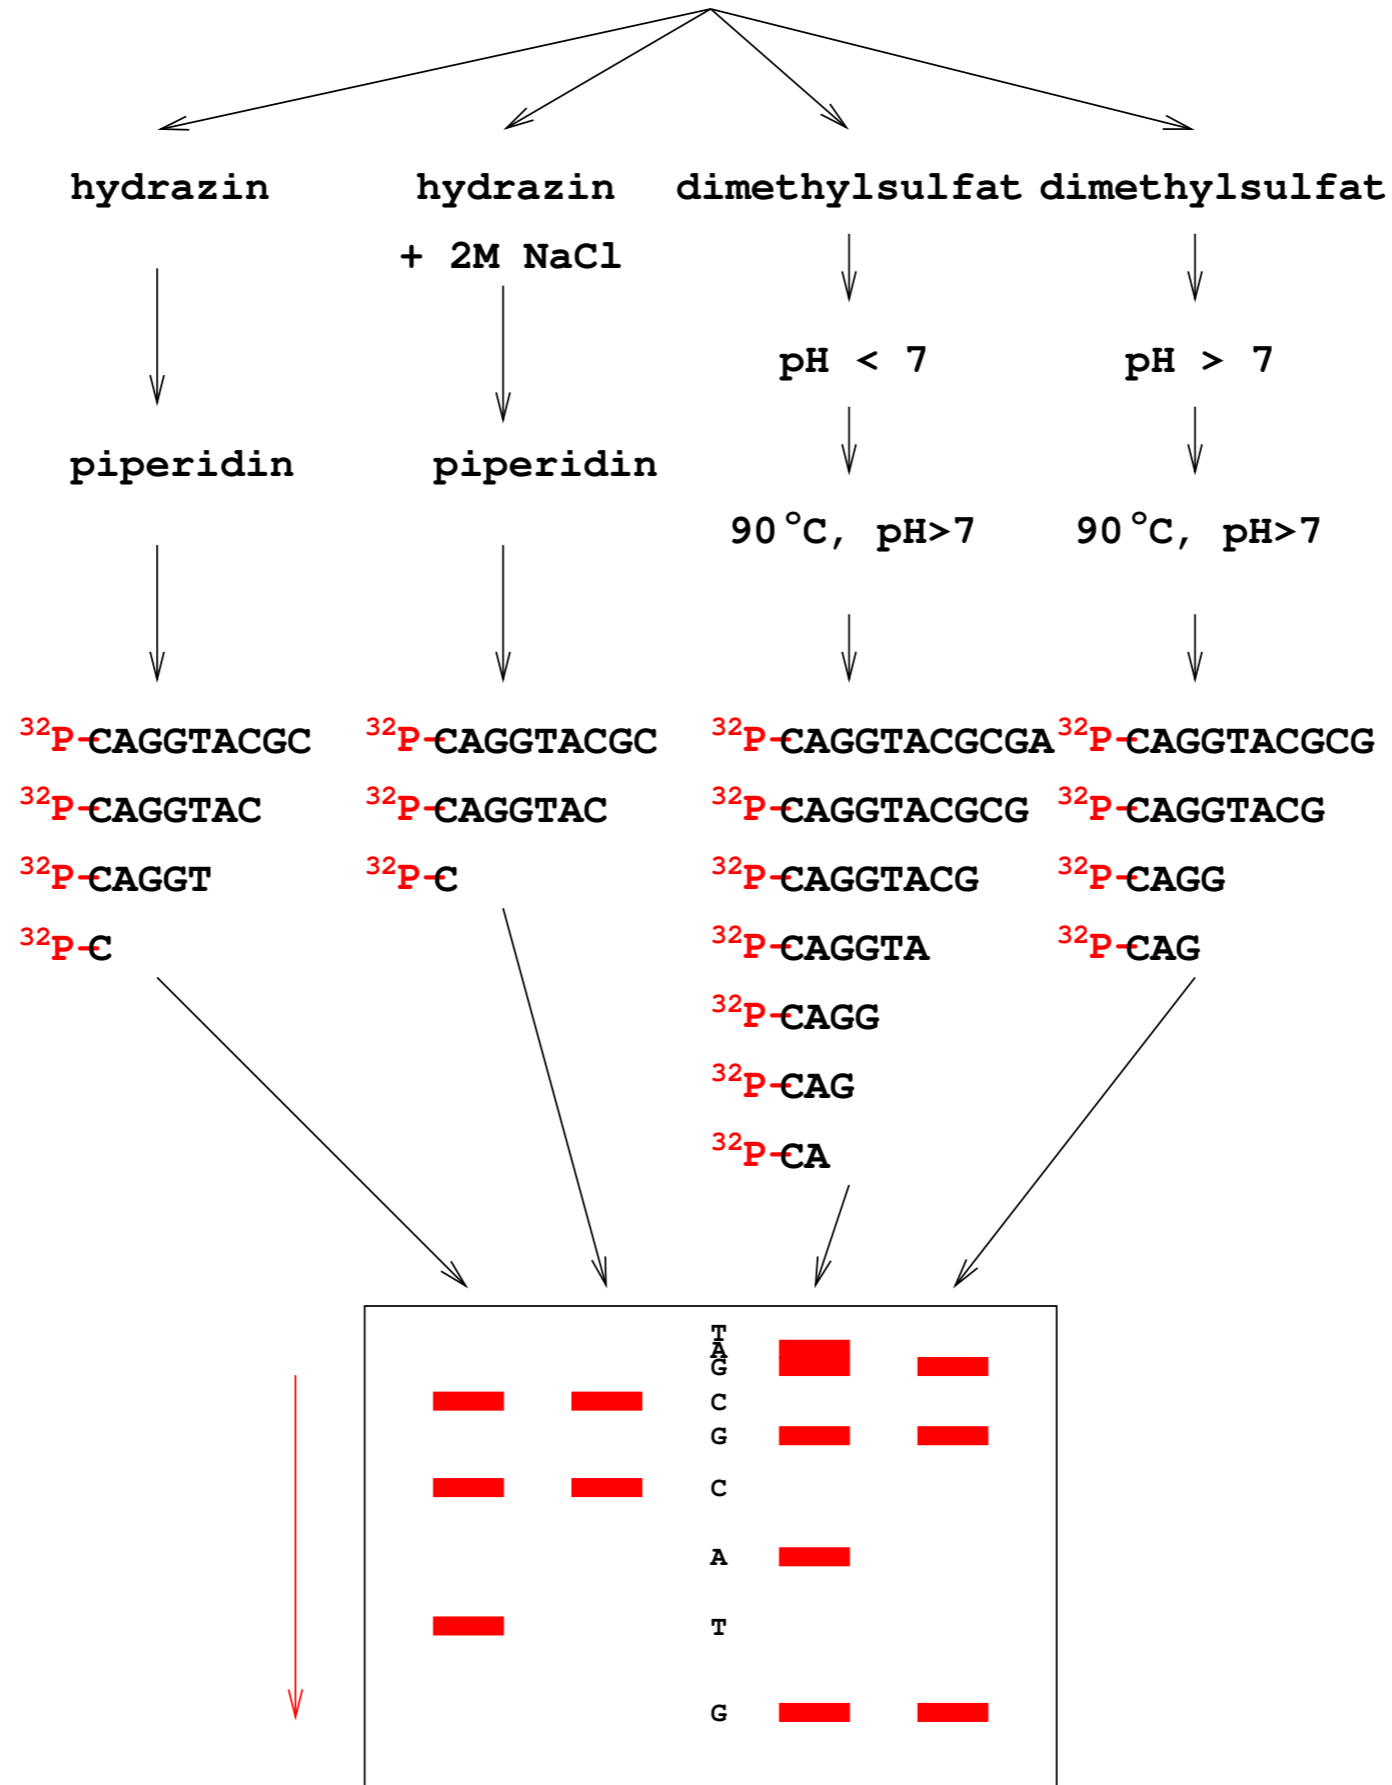 hydrazin hydrazin dimethylsulfat dimethylsulfat
+ 2M NaCl
pH < 7 pH > 7
piperidin piperidin
90°C, pH>7 90°C, pH>7
³²P-CAGGTACGC ³²P-CAGGTACGC ³²P-CAGGTACGCGA ³²P-CAGGTACGCG
³²P-CAGGTAC ³²P-CAGGTAC ³²P-CAGGTACGCG ³²P-CAGGTACG
³²P-CAGGT ³²P-C ³²P-CAGGTACG ³²P-CAGG
³²P-C ³²P-CAGGTA ³²P-CAG
³²P-CAGG
³²P-CAG
³²P-CA
T
A
G
C
G
C
A
T
G